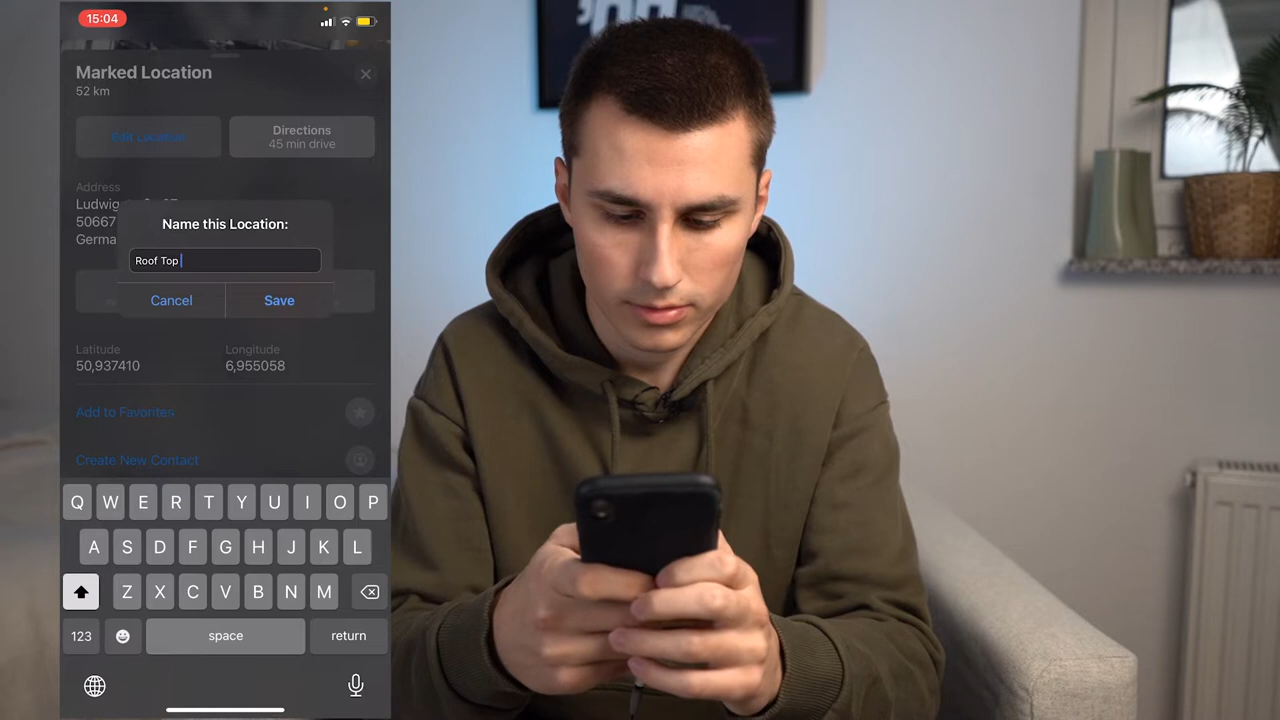 15:04
Marked Location
52 km
Edit Location
Directions
45 min drive
Address
Ludwig
50667
Germa
Name this Location:
Roof Top
Cancel
Save
Latitude
Longitude
50,937410
6,955058
Add to Favorites
Create New Contact
Q W E R T Y U I O P
A S D F G H J K L
Z X C V B N M
123
space
return